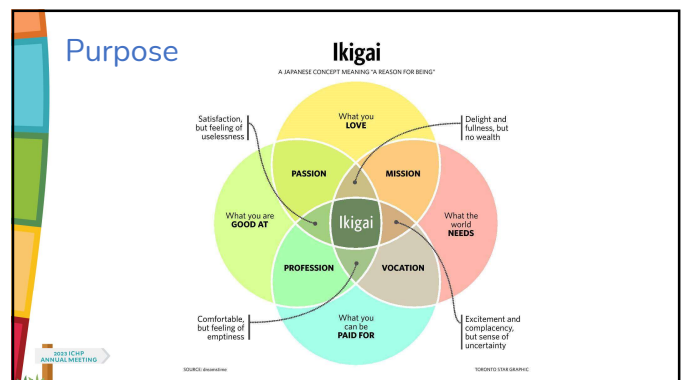 Purpose
Ikigai
A JAPANESE CONCEPT MEANING "A REASON FOR BEING"
Satisfaction,
but feeling of
uselessness
What you
LOVE
Delight and
fullness, but
no wealth
PASSION
MISSION
What you are
GOOD AT
Ikigai
What the
world
NEEDS
PROFESSION
VOCATION
Comfortable,
but feeling of
emptiness
What you
can be
PAID FOR
Excitement and
complacency,
but sense of
uncertainty
2023 ICHP
ANNUAL MEETING
SOURCE: dreamstime
TORONTO STAR GRAPHIC